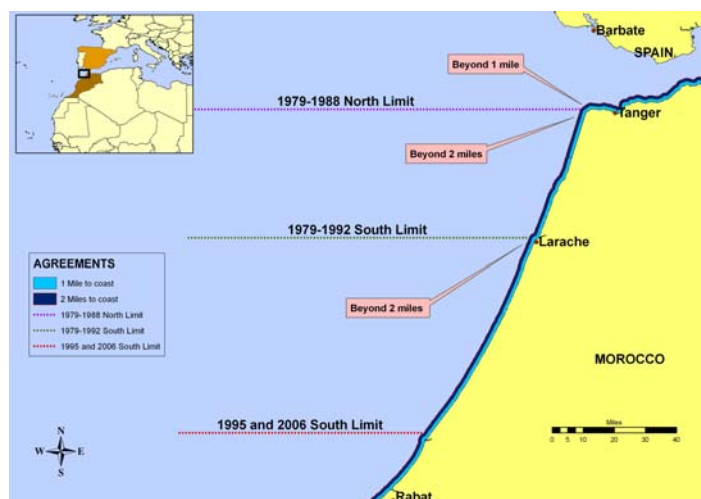 Barbate
SPAIN
Beyond 1 mile
1979-1988 North Limit
Tanger
Beyond 2 miles
1979-1992 South Limit
Larache
AGREEMENTS
1 Mile to coast
2 Miles to coast
1979-1988 North Limit
1979-1992 South Limit
1995 and 2006 South Limit
Beyond 2 miles
MOROCCO
1995 and 2006 South Limit
Miles
0 5 10 20 30 40
N
W E
S
Rabat